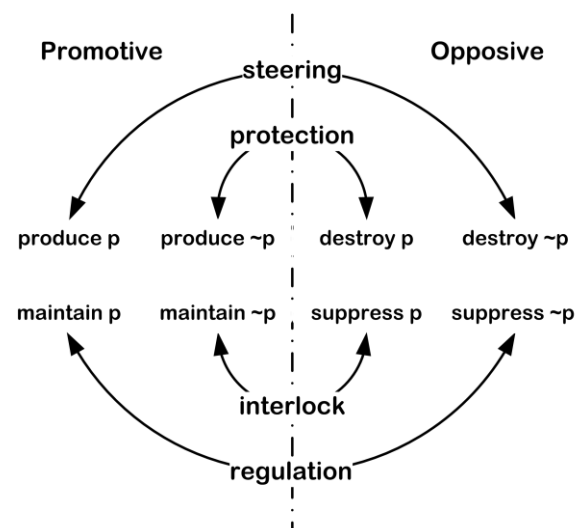 Promotive Opposive
steering
protection
produce p produce ~p destroy p destroy ~p
maintain p maintain ~p suppress p suppress ~p
interlock
regulation